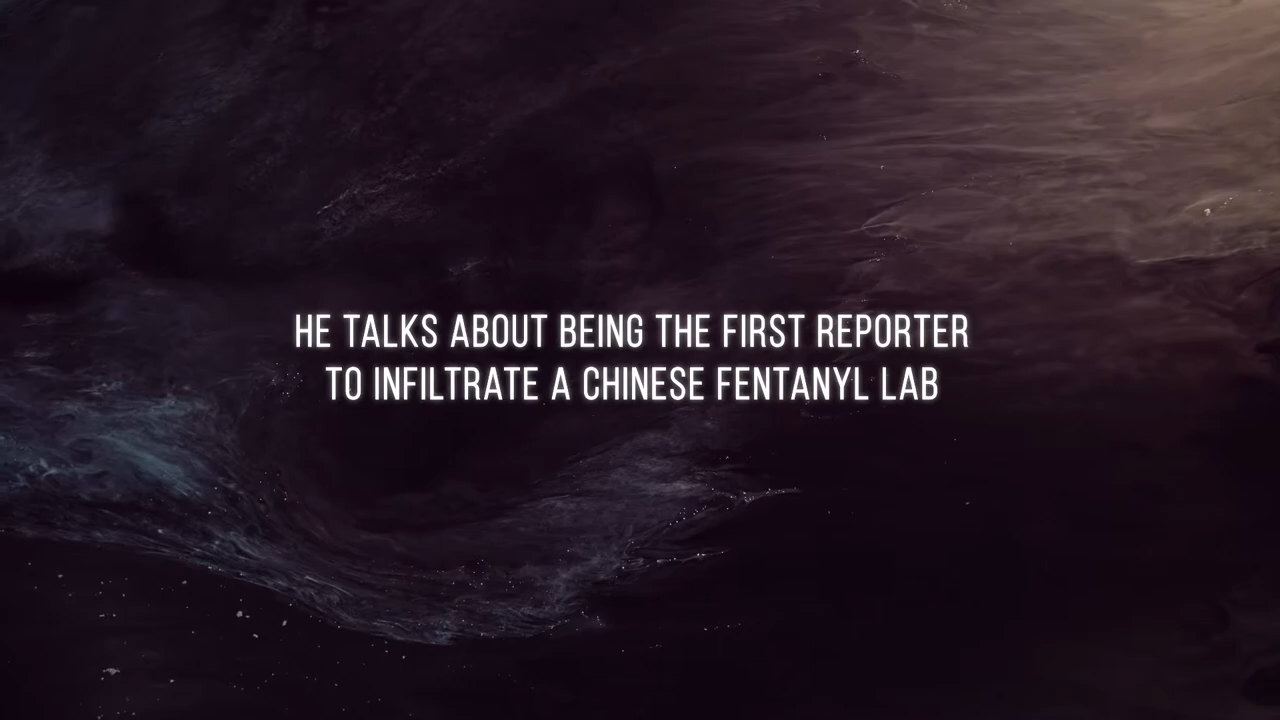 HE TALKS ABOUT BEING THE FIRST REPORTER
TO INFILTRATE A CHINESE FENTANYL LAB